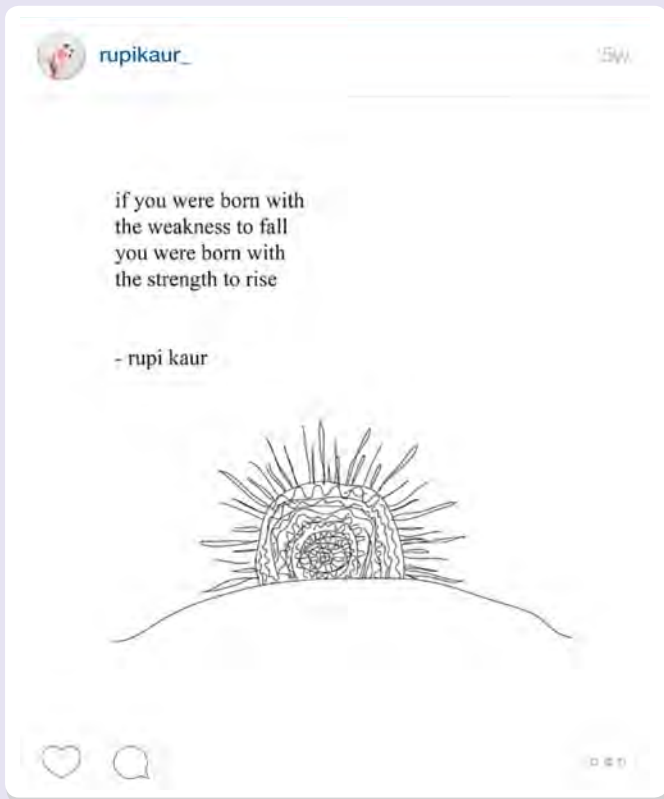 rupikaur_
5w
if you were born with
the weakness to fall
you were born with
the strength to rise
- rupi kaur